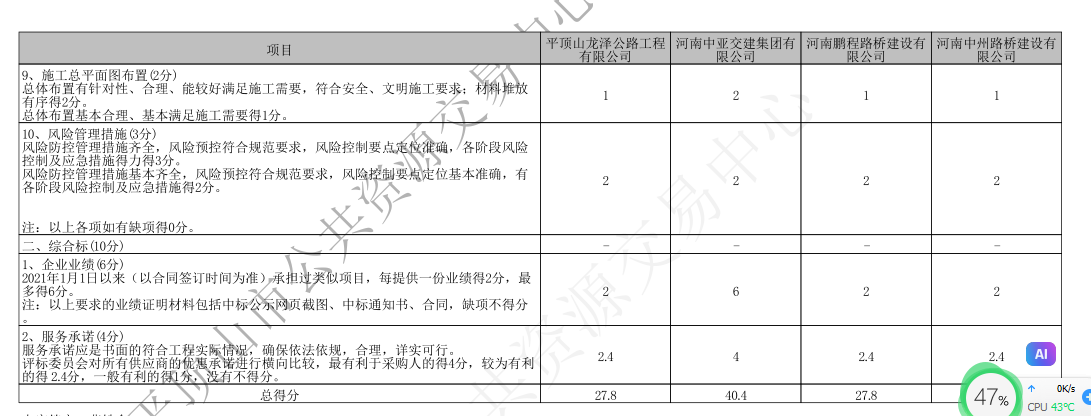 项目
平顶山龙泽公路工程
有限公司
河南中亚交建集团有
限公司
河南鹏程路桥建设有
限公司
河南中州路桥建设有
限公司
9、施工总平面图布置(2分)
总体布置有针对性、合理、能较好满足施工需要，符合安全、文明施工要求；材料堆放
有序得2分。
总体布置基本合理、基本满足施工需要得1分。
1
2
1
1
10、风险管理措施(3分)
风险防控管理措施齐全，风险预控符合规范要求，风险控制要点定位准确，各阶段风险
控制及应急措施得力得3分。
风险防控管理措施基本齐全，风险预控符合规范要求，风险控制要点定位基本准确，有
各阶段风险控制及应急措施得2分。
注：以上各项如有缺项得0分。
2
2
2
2
二、综合标(10分)
－
－
－
－
1、企业业绩(6分)
2021年1月1日以来（以合同签订时间为准）承担过类似项目，每提供一份业绩得2分，最
多得6分。
注：以上要求的业绩证明材料包括中标公示网页截图、中标通知书、合同，缺项不得分
。
2
6
2
2
2、服务承诺(4分)
服务承诺应是书面的符合工程实际情况，确保依法依规，合理，详实可行。
评标委员会对所有供应商的优惠承诺进行横向比较，最有利于采购人的得4分，较为有利
的得 2.4分，一般有利的得1分，没有不得分。
2.4
4
2.4
2.4
总得分
27.8
40.4
27.8
27
平顶山市公共资源交易中心
共资源交易中心
AI
47%
0K/s
CPU 43℃